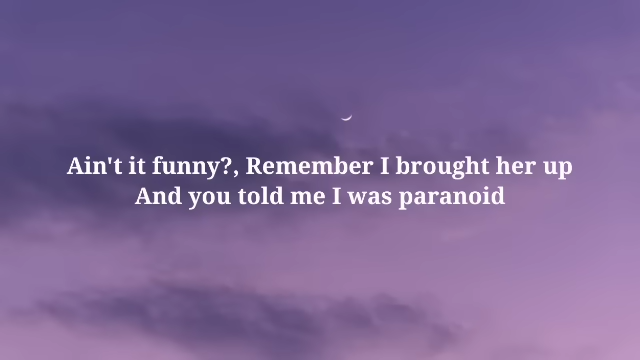 Ain't it funny?, Remember I brought her up
And you told me I was paranoid